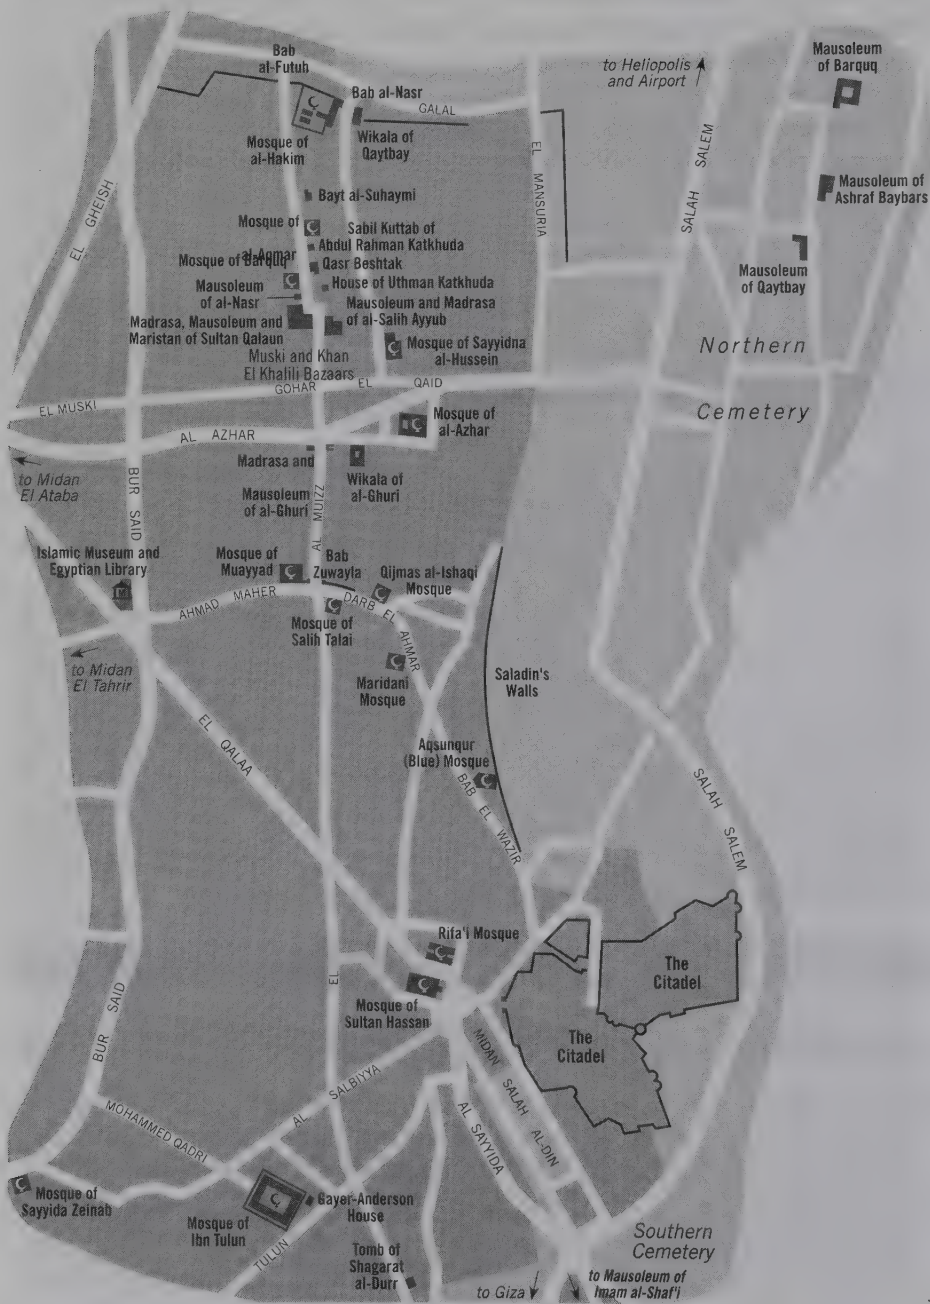 Bab
al-Futuh
to Heliopolis
and Airport
Mausoleum
of Barquq
Bab al-Nasr
GALAL
Mosque of
al-Hakim
Wikala of
Qaytbay
EL MANSURIA
SALAH SALEM
EL GHEISH
Bayt al-Suhaymi
Mausoleum of
Ashraf Baybars
Mosque of
al-Aqmar
Sabil Kuttab of
Abdul Rahman Katkhuda
Mosque of Barquq
Qasr Beshtak
Mausoleum
of Qaytbay
House of Uthman Katkhuda
Mausoleum
of al-Nasr
Mausoleum and Madrasa
of al-Salih Ayyub
Madrasa, Mausoleum and
Maristan of Sultan Qalaun
Mosque of Sayyidna
al-Hussein
Northern
Cemetery
Muski and Khan
El Khalili Bazaars
GOHAR EL QAID
EL MUSKI
Mosque of
al-Azhar
AL AZHAR
to Midan
El Ataba
Madrasa and
Mausoleum
of al-Ghuri
Wikala of
al-Ghuri
BUR SAID
AL MUIZZ
Islamic Museum and
Egyptian Library
Mosque of
Muayyad
Bab
Zuwayla
Qijmas al-Ishaqi
Mosque
AHMAD MAHER
DARB EL AHMAR
Mosque of
Salih Talai
to Midan
El Tahrir
Maridani
Mosque
Saladin's
Walls
EL QALAA
Aqsunqur
(Blue) Mosque
BAB EL WAZIR
SALAH SALEM
Rifa'i Mosque
The
Citadel
EL
Mosque of
Sultan Hassan
The
Citadel
BUR SAID
MIDAN SALAH AL-DIN
AL SALBIYYA
MOHAMMED QADRI
AL SAYYIDA
Mosque of
Sayyida Zeinab
Gayer-Anderson
House
Mosque of
Ibn Tulun
TULUN
Tomb of
Shagarat
al-Durr
Southern
Cemetery
to Giza
to Mausoleum of
Imam al-Shaf'i